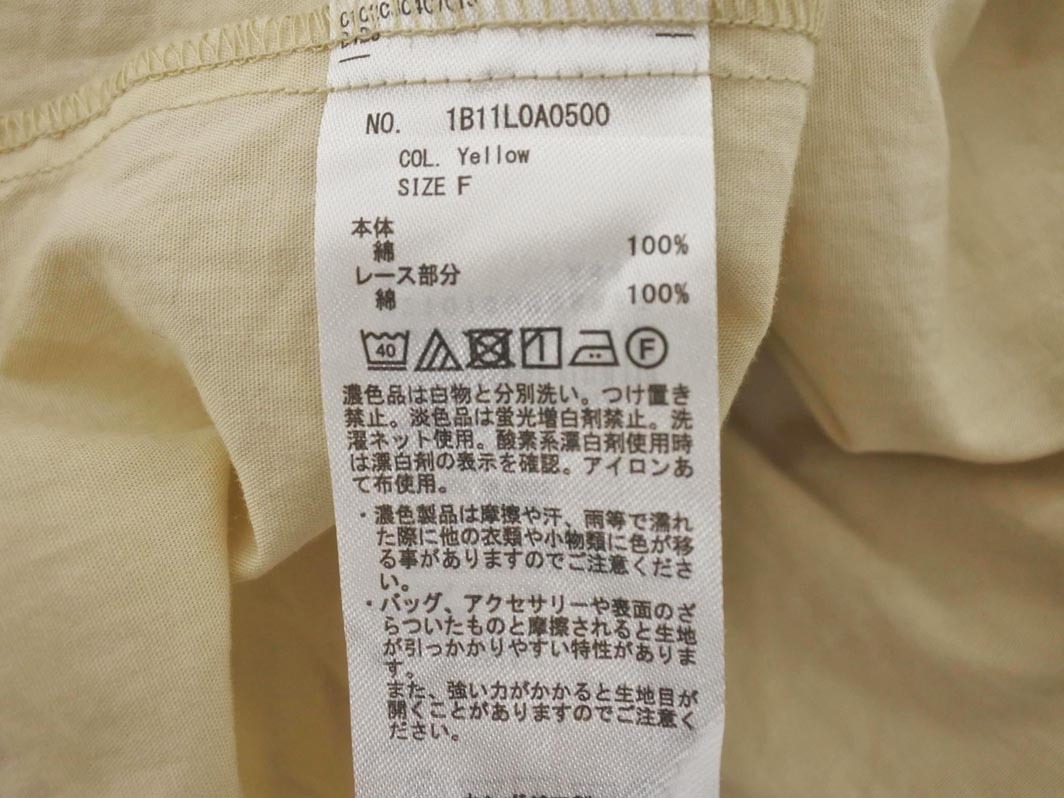 NO. 1B11L0A0500
COL. Yellow
SIZE F
本体
綿 100%
レース部分
綿 100%
40 F
濃色品は白物と分別洗い。つけ置き
禁止。淡色品は蛍光増白剤禁止。洗
濯ネット使用。酸素系漂白剤使用時
は漂白剤の表示を確認。アイロンあ
て布使用。
・濃色製品は摩擦や汗、雨等で濡れ
た際に他の衣類や小物類に色が移
る事がありますのでご注意くださ
い。
・バッグ、アクセサリーや表面のざ
らついたものと摩擦されると生地
が引っかかりやすい特性がありま
す。
また、強い力がかかると生地目が
開くことがありますのでご注意く
ださい。